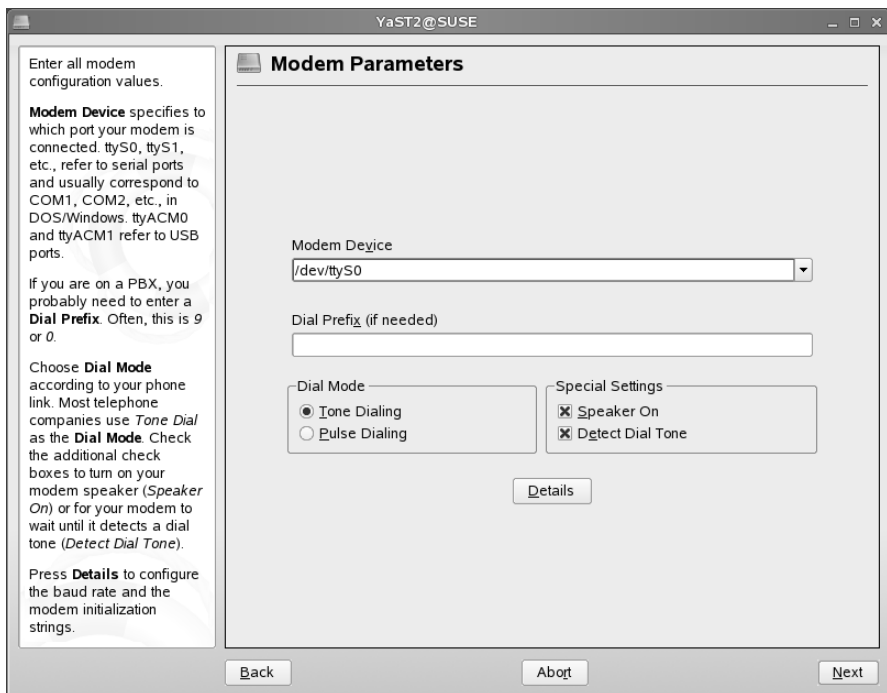 YaST2@SUSE
Enter all modem
configuration values.
Modem Device specifies to
which port your modem is
connected. ttyS0, ttyS1,
etc., refer to serial ports
and usually correspond to
COM1, COM2, etc., in
DOS/Windows. ttyACM0
and ttyACM1 refer to USB
ports.
If you are on a PBX, you
probably need to enter a
Dial Prefix. Often, this is 9
or 0.
Choose Dial Mode
according to your phone
link. Most telephone
companies use Tone Dial
as the Dial Mode. Check
the additional check
boxes to turn on your
modem speaker (Speaker
On) or for your modem to
wait until it detects a dial
tone (Detect Dial Tone).
Press Details to configure
the baud rate and the
modem initialization
strings.
Modem Parameters
Modem Device
/dev/ttyS0
Dial Prefix (if needed)
Dial Mode
Tone Dialing
Pulse Dialing
Special Settings
Speaker On
Detect Dial Tone
Details
Back
Abort
Next